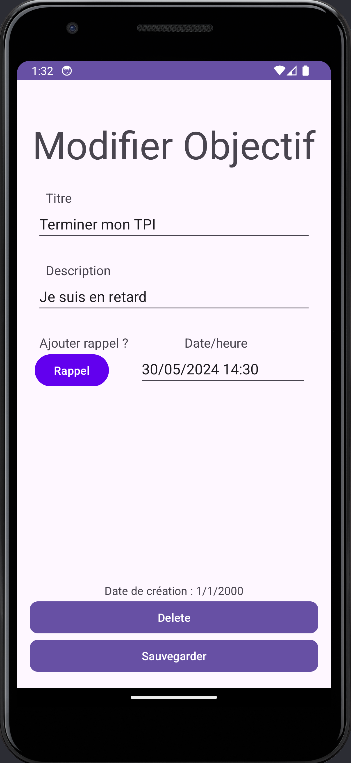 1:32
Modifier Objectif
Titre
Terminer mon TPI
Description
Je suis en retard
Ajouter rappel ? Date/heure
Rappel 30/05/2024 14:30
Date de création : 1/1/2000
Delete
Sauvegarder